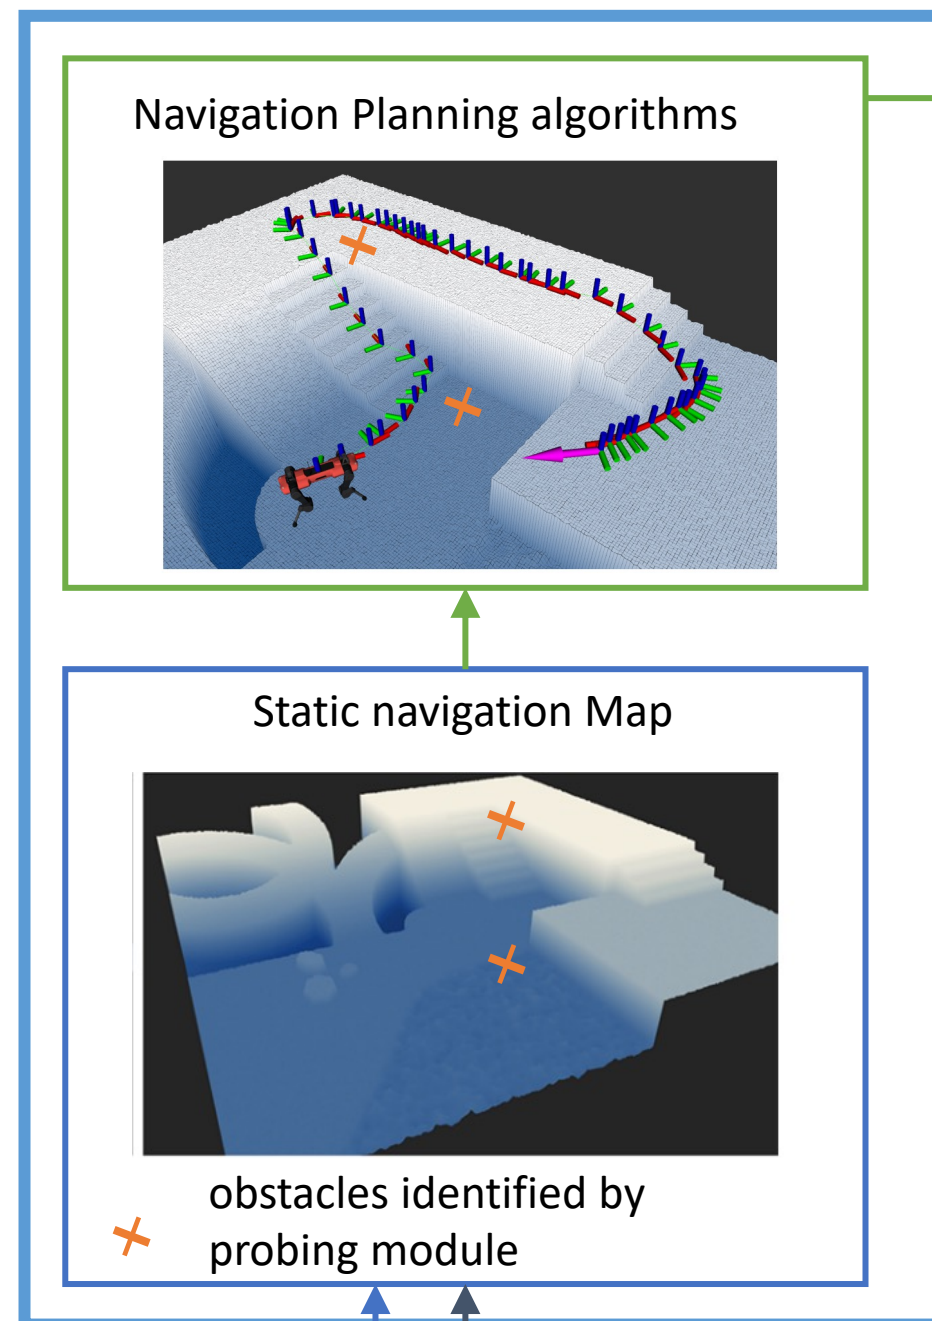 Navigation Planning algorithms
Static navigation Map
obstacles identified by
probing module